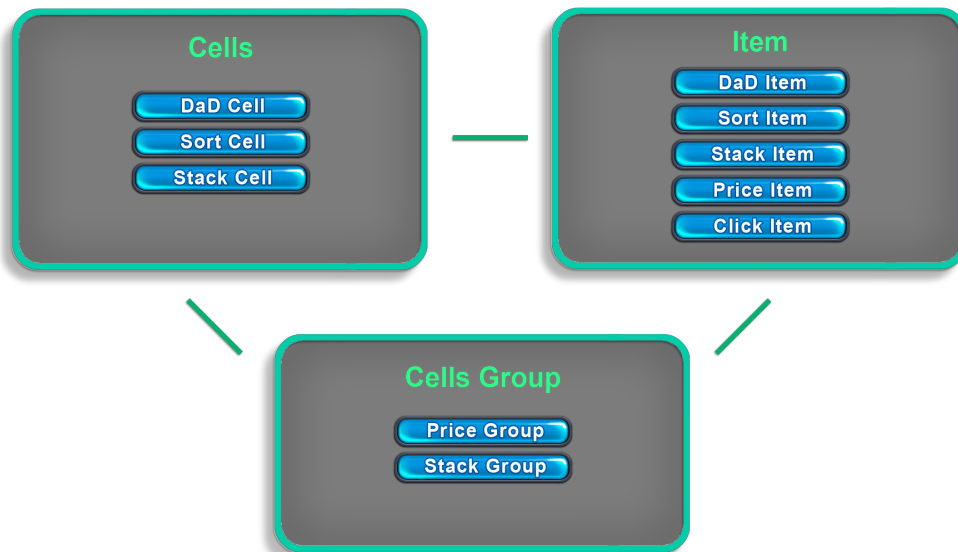 Cells
DaD Cell
Sort Cell
Stack Cell
Item
DaD Item
Sort Item
Stack Item
Price Item
Click Item
Cells Group
Price Group
Stack Group